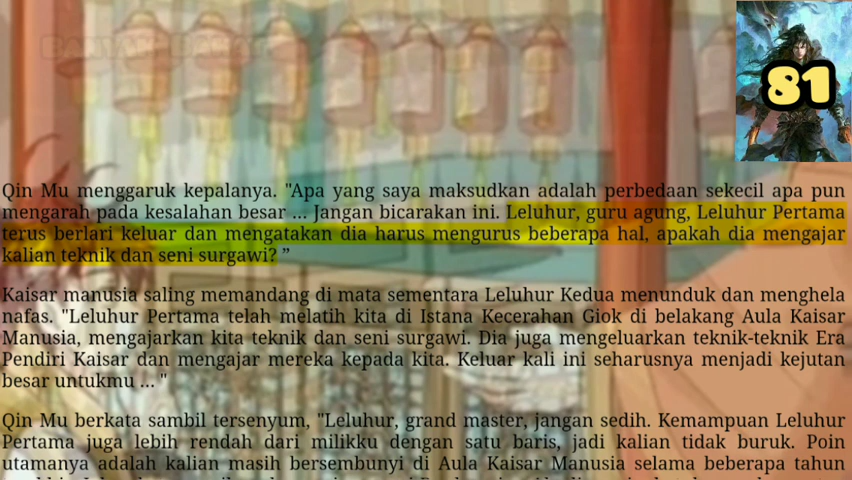 81
Qin Mu menggaruk kepalanya. "Apa yang saya maksudkan adalah perbedaan sekecil apa pun
mengarah pada kesalahan besar ... Jangan bicarakan ini. Leluhur, guru agung, Leluhur Pertama
terus berlari keluar dan mengatakan dia harus mengurus beberapa hal, apakah dia mengajar
kalian teknik dan seni surgawi? ”
Kaisar manusia saling memandang di mata sementara Leluhur Kedua menunduk dan menghela
nafas. "Leluhur Pertama telah melatih kita di Istana Kecerahan Giok di belakang Aula Kaisar
Manusia, mengajarkan kita teknik dan seni surgawi. Dia juga mengeluarkan teknik-teknik Era
Pendiri Kaisar dan mengajar mereka kepada kita. Keluar kali ini seharusnya menjadi kejutan
besar untukmu ... "
Qin Mu berkata sambil tersenyum, "Leluhur, grand master, jangan sedih. Kemampuan Leluhur
Pertama juga lebih rendah dari milikku dengan satu baris, jadi kalian tidak buruk. Poin
utamanya adalah kalian masih bersembunyi di Aula Kaisar Manusia selama beberapa tahun